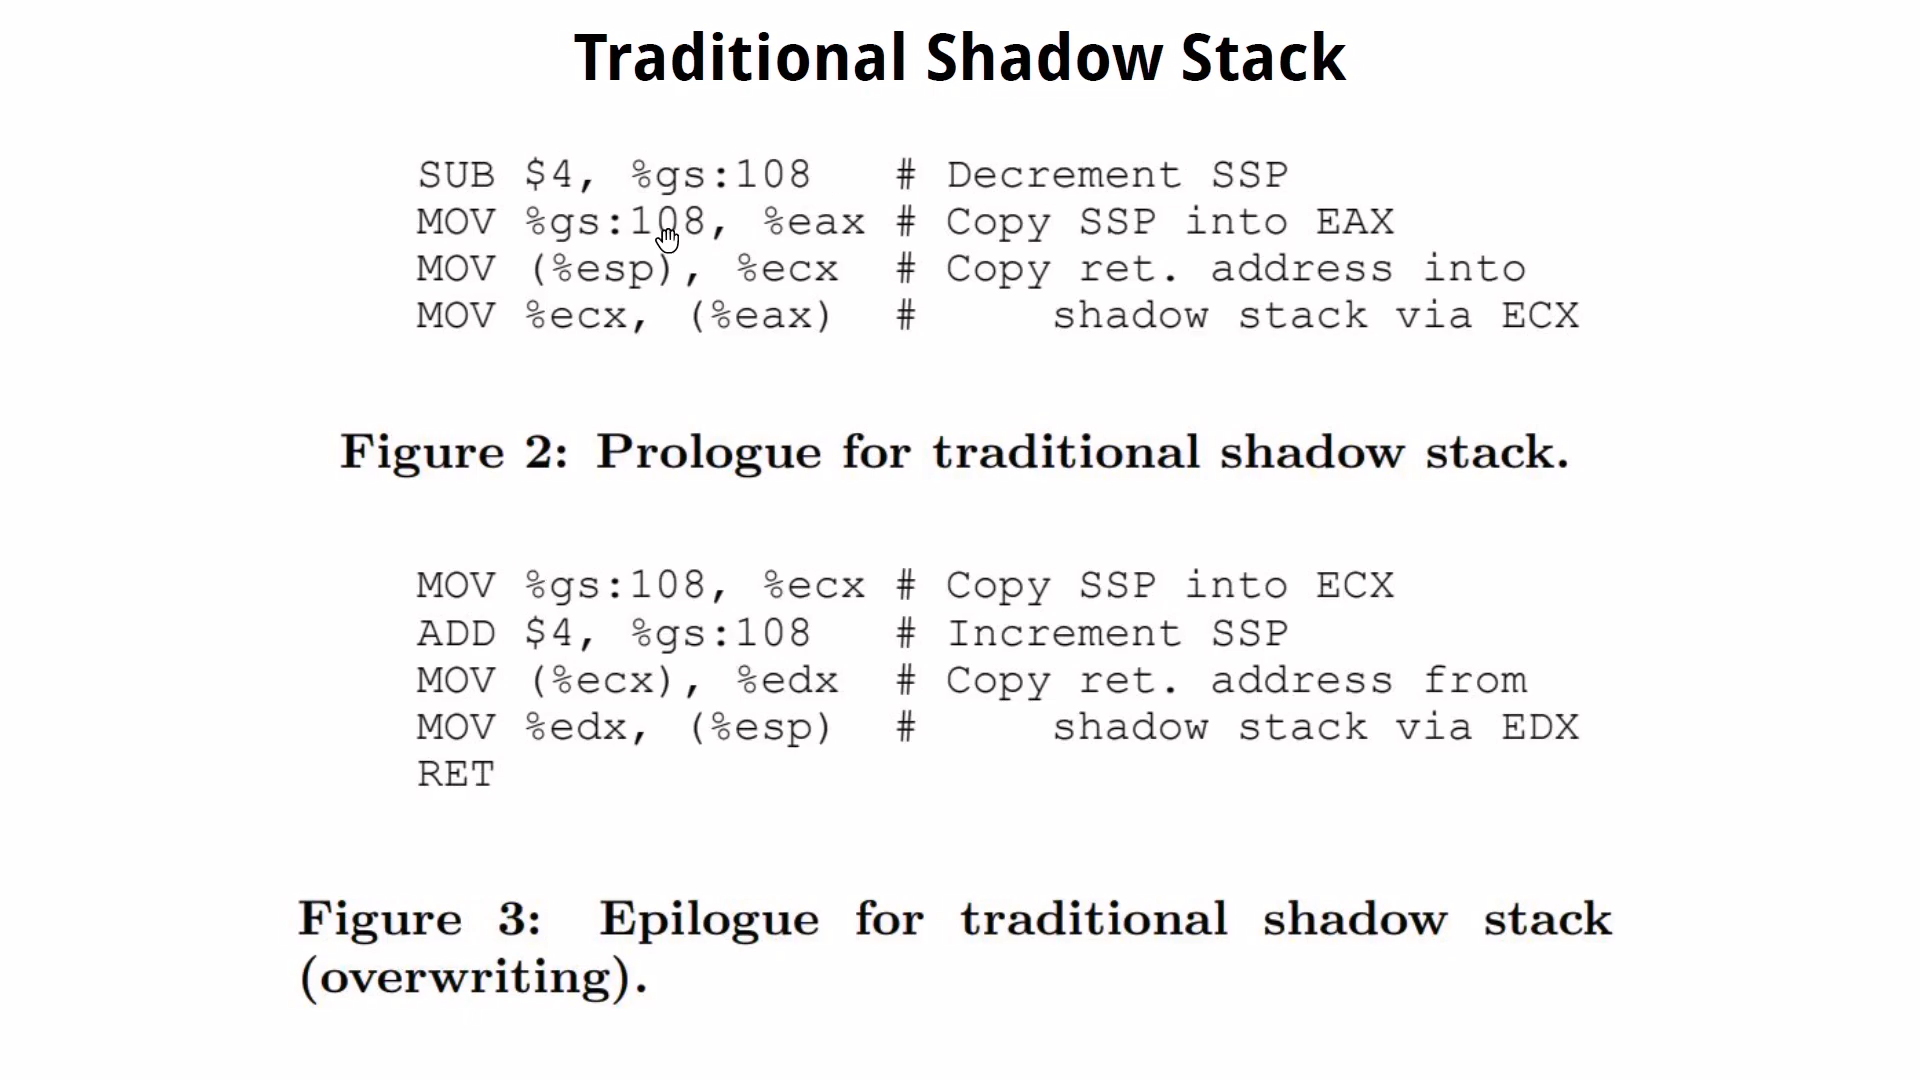 Traditional Shadow Stack
SUB $4, %gs:108 # Decrement SSP
MOV %gs:108, %eax # Copy SSP into EAX
MOV (%esp), %ecx # Copy ret. address into
MOV %ecx, (%eax) # shadow stack via ECX
Figure 2: Prologue for traditional shadow stack.
MOV %gs:108, %ecx # Copy SSP into ECX
ADD $4, %gs:108 # Increment SSP
MOV (%ecx), %edx # Copy ret. address from
MOV %edx, (%esp) # shadow stack via EDX
RET
Figure 3: Epilogue for traditional shadow stack
(overwriting).